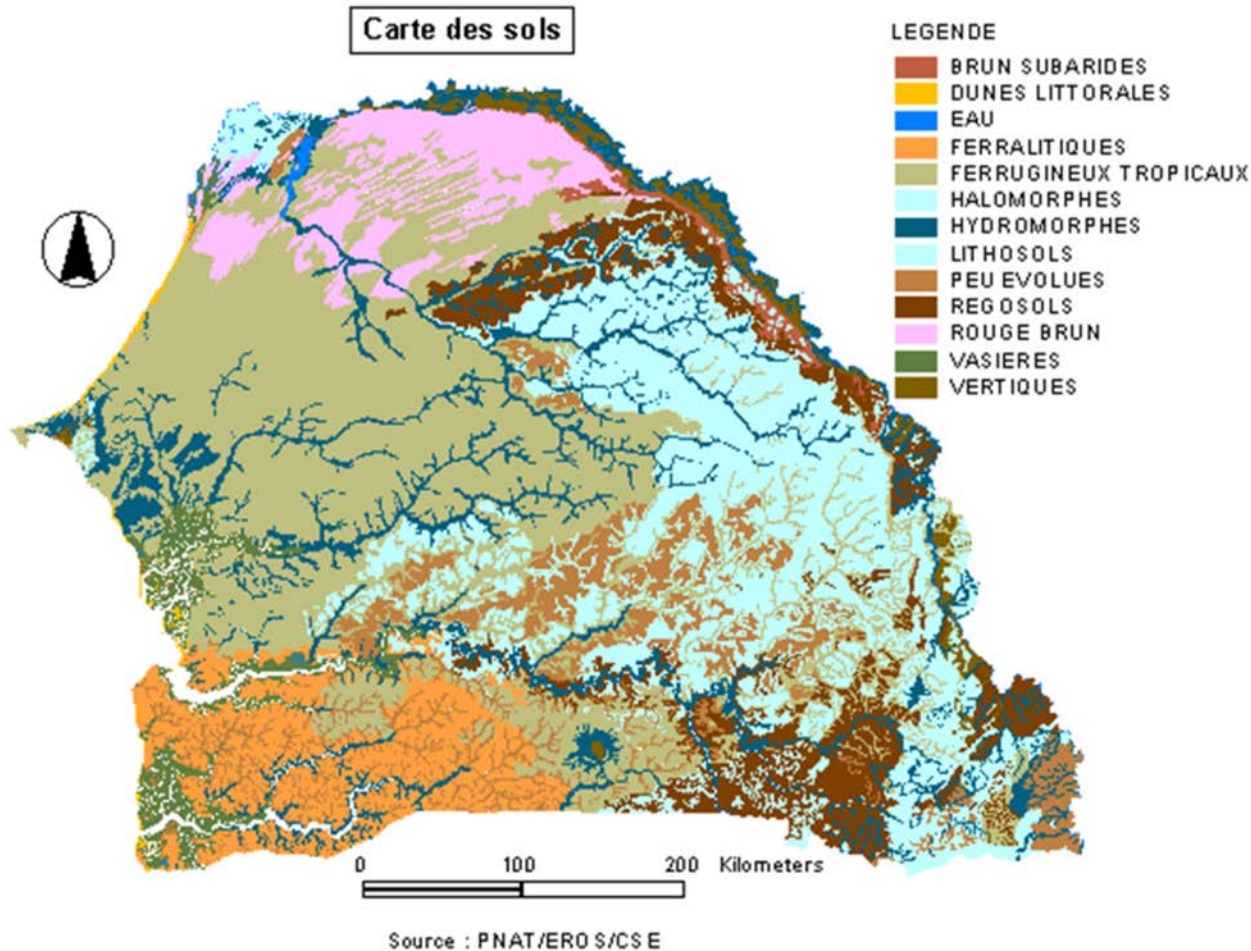 Carte des sols
LEGENDE
BRUN SUBARIDES
DUNES LITTORALES
EAU
FERRALITIQUES
FERRUGINEUX TROPICAUX
HALOMORPHES
HYDROMORPHES
LITHOSOLS
PEU EVOLUES
REGOSOLS
ROUGE BRUN
VASIERES
VERTIQUES
0 100 200 Kilometers
Source : PNAT/EROS/CSE